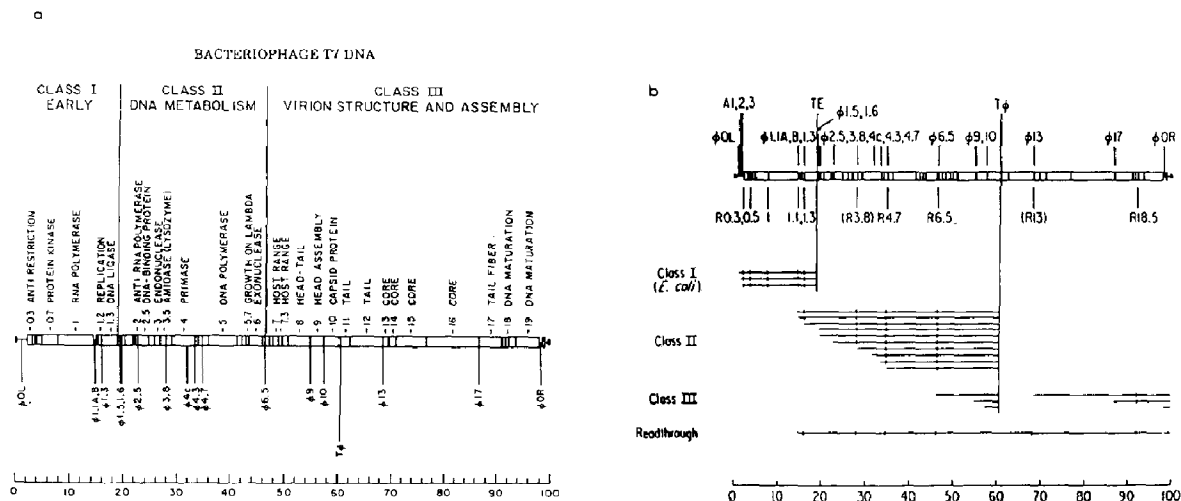 a
BACTERIOPHAGE T7 DNA
CLASS I
EARLY
CLASS II
DNA METABOLISM
CLASS III
VIRION STRUCTURE AND ASSEMBLY
0.3 ANTI RESTRICTION
0.7 PROTEIN KINASE
1 RNA POLYMERASE
1.2 REPLICATION
1.3 DNA LIGASE
2 ANTI RNA POLYMERASE
2.5 DNA-BINDING PROTEIN
3 ENDONUCLEASE
3.5 AMIDASE (LYSOZYME)
4 PRIMASE
5 DNA POLYMERASE
5.7 GROWTH ON LAMBDA
6 EXONUCLEASE
7 HOST RANGE
7.3 HOST RANGE
8 HEAD-TAIL
9 HEAD ASSEMBLY
10 CAPSID PROTEIN
11 TAIL
12 TAIL
13 CORE
14 CORE
15 CORE
16 CORE
17 TAIL FIBER
18 DNA MATURATION
19 DNA MATURATION
φOL
φ1.1A,B
φ1.3
φ1.5,1.6
φ2.5
φ3.8
φ4c
φ4.3
φ4.7
φ6.5
φ9
φ10
Tφ
φ13
φ17
φOR
0 10 20 30 40 50 60 70 80 90 100
b
A1,2,3
TE
φ1.5,1.6
Tφ
φOL
φ1.1A,B,1.3
φ2.5,3.8,4c,4.3,4.7
φ6.5
φ9,10
φ13
φ17
φOR
R0.3,0.5
1
1.1,1.3
(R3.8)
R4.7
R6.5
(R13)
R18.5
Class I
(E. coli)
Class II
Class III
Readthrough
0 10 20 30 40 50 60 70 80 90 100